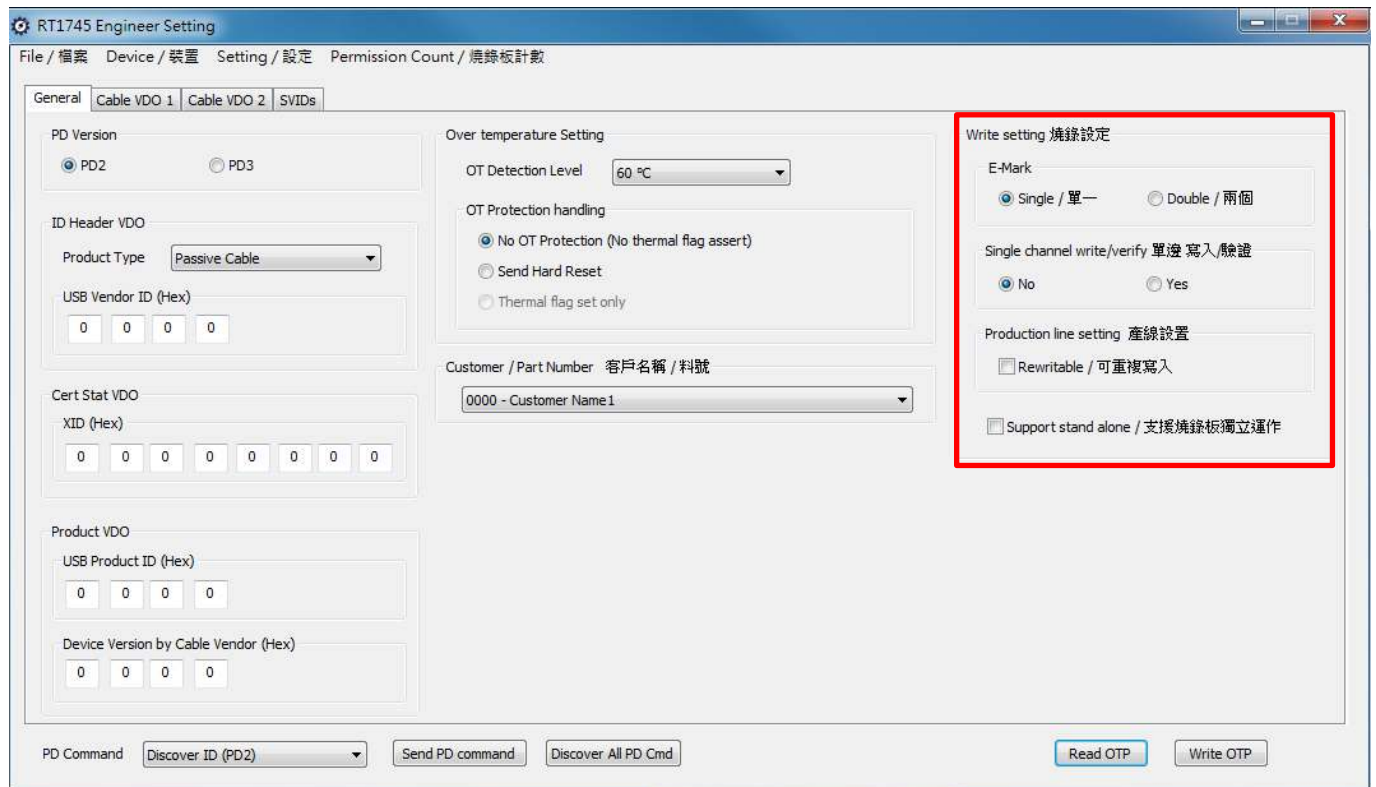 RT1745 Engineer Setting
File / 檔案 Device / 裝置 Setting / 設定 Permission Count / 燒錄板計數
General Cable VDO 1 Cable VDO 2 SVIDs
PD Version
PD2 PD3
ID Header VDO
Product Type Passive Cable
USB Vendor ID (Hex)
0 0 0 0
Cert Stat VDO
XID (Hex)
0 0 0 0 0 0 0 0
Product VDO
USB Product ID (Hex)
0 0 0 0
Device Version by Cable Vendor (Hex)
0 0 0 0
Over temperature Setting
OT Detection Level 60 ℃
OT Protection handling
No OT Protection (No thermal flag assert)
Send Hard Reset
Thermal flag set only
Customer / Part Number 客戶名稱 / 料號
0000 - Customer Name1
Write setting 燒錄設定
E-Mark
Single / 單一 Double / 兩個
Single channel write/verify 單邊 寫入/驗證
No Yes
Production line setting 產線設置
Rewritable / 可重複寫入
Support stand alone / 支援燒錄板獨立運作
PD Command Discover ID (PD2) Send PD command Discover All PD Cmd Read OTP Write OTP